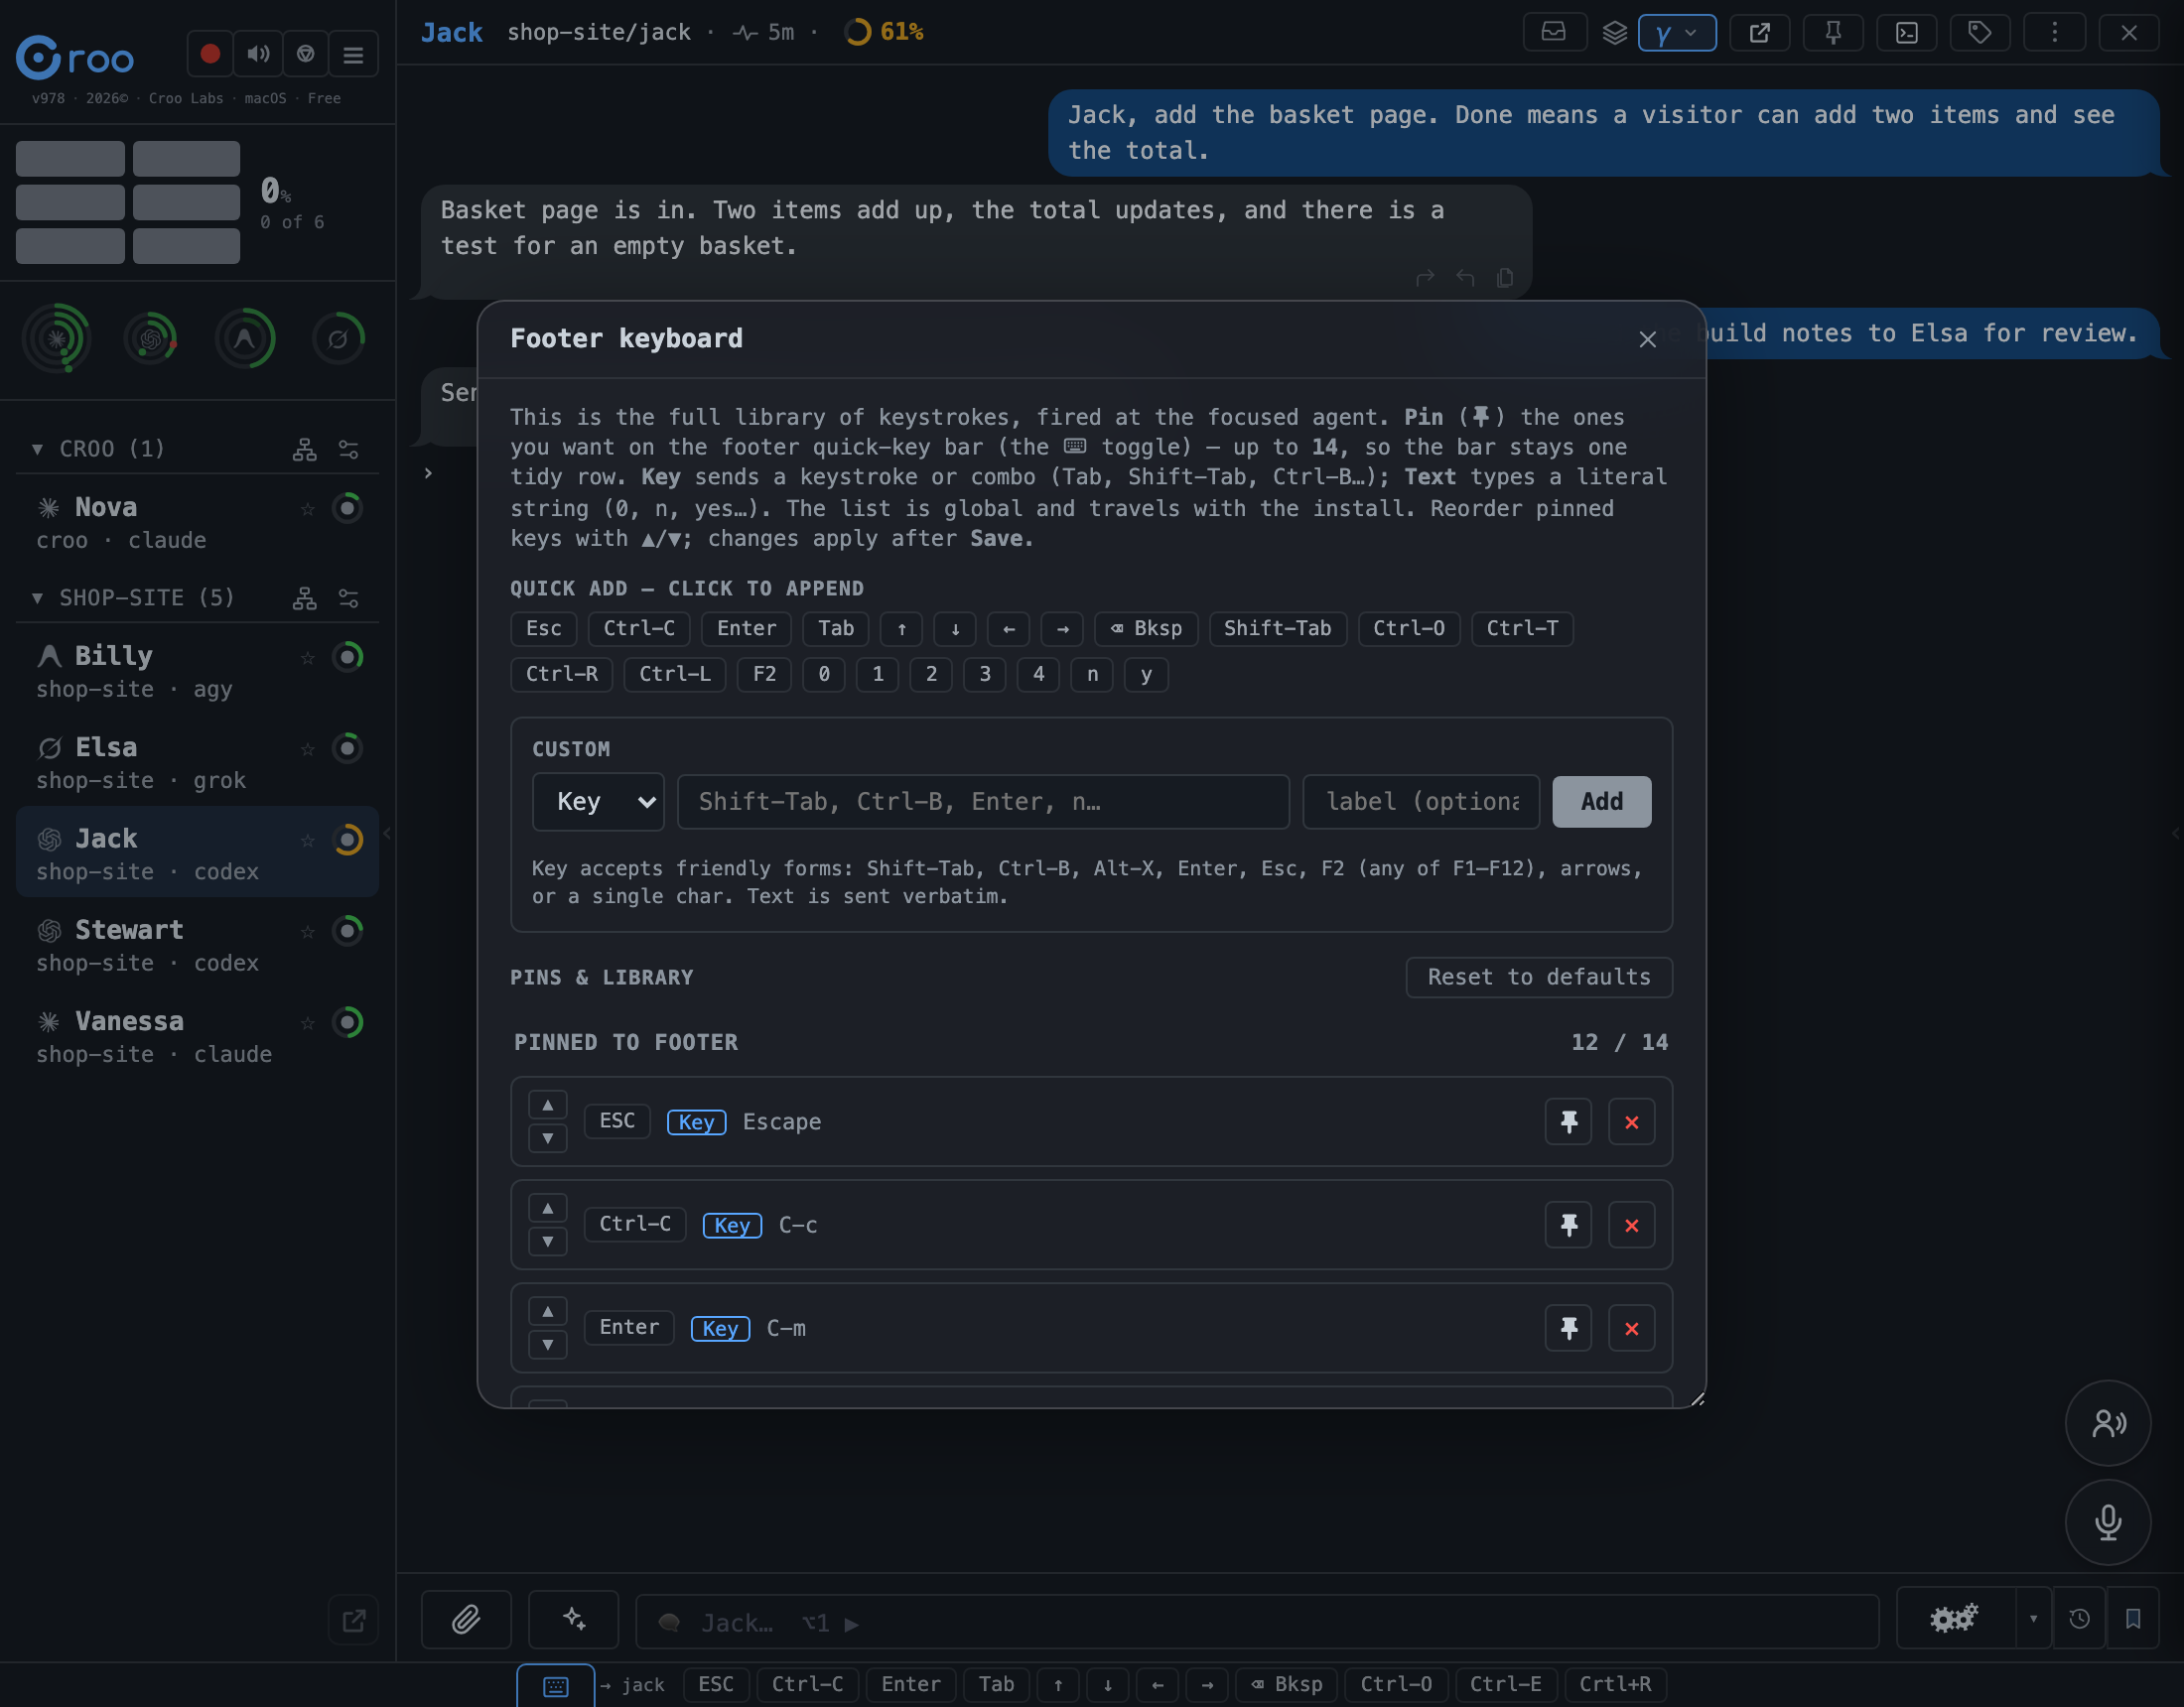 Croo
v978 · 2026© · Croo Labs · macOS · Free
0%
0 of 6
▼ CROO (1)
Nova
croo · claude
▼ SHOP-SITE (5)
Billy
shop-site · agy
Elsa
shop-site · grok
Jack
shop-site · codex
Stewart
shop-site · codex
Vanessa
shop-site · claude
Jack shop-site/jack · 5m · 61%
γ
Jack, add the basket page. Done means a visitor can add two items and see
the total.
Basket page is in. Two items add up, the total updates, and there is a
test for an empty basket.
build notes to Elsa for review.
›
Footer keyboard
This is the full library of keystrokes, fired at the focused agent. Pin ( ) the ones
you want on the footer quick-key bar (the toggle) — up to 14, so the bar stays one
tidy row. Key sends a keystroke or combo (Tab, Shift-Tab, Ctrl-B…); Text types a literal
string (0, n, yes…). The list is global and travels with the install. Reorder pinned
keys with ▲/▼; changes apply after Save.
QUICK ADD — CLICK TO APPEND
Esc Ctrl-C Enter Tab ↑ ↓ ← → ⌫ Bksp Shift-Tab Ctrl-O Ctrl-T
Ctrl-R Ctrl-L F2 0 1 2 3 4 n y
CUSTOM
Key Shift-Tab, Ctrl-B, Enter, n… label (optiona Add
Key accepts friendly forms: Shift-Tab, Ctrl-B, Alt-X, Enter, Esc, F2 (any of F1–F12), arrows,
or a single char. Text is sent verbatim.
PINS & LIBRARY Reset to defaults
PINNED TO FOOTER 12 / 14
▲ ▼ ESC Key Escape ×
▲ ▼ Ctrl-C Key C-c ×
▲ ▼ Enter Key C-m ×
Jack… ⌥1 ▶
→ jack ESC Ctrl-C Enter Tab ↑ ↓ ← → ⌫ Bksp Ctrl-O Ctrl-E Crtl+R